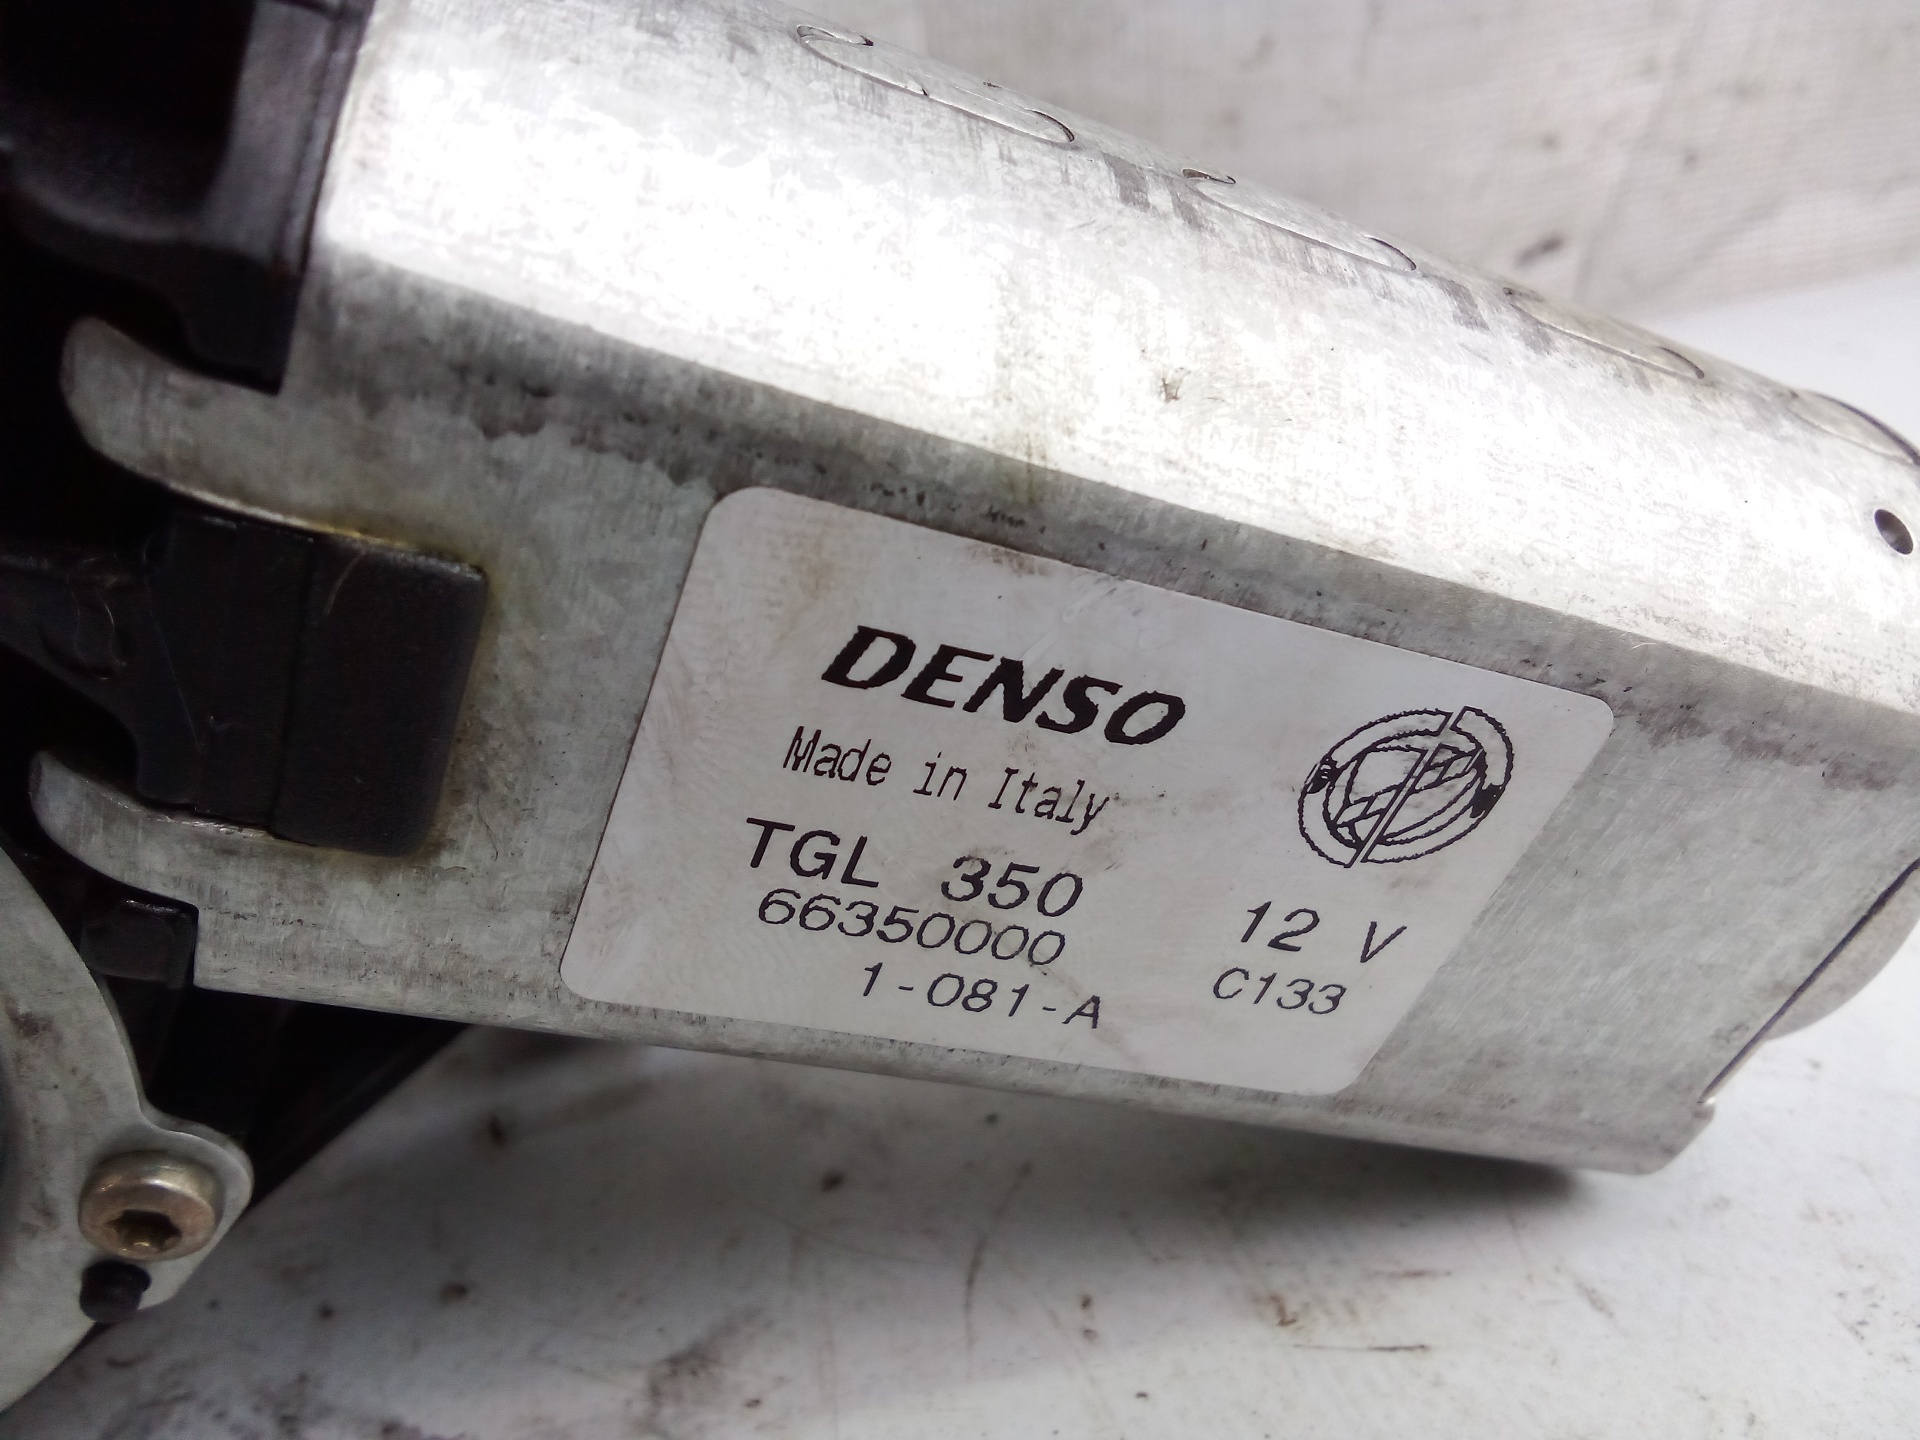 DENSO
Made in Italy
TGL 350
12 V
66350000
C133
1-081-A